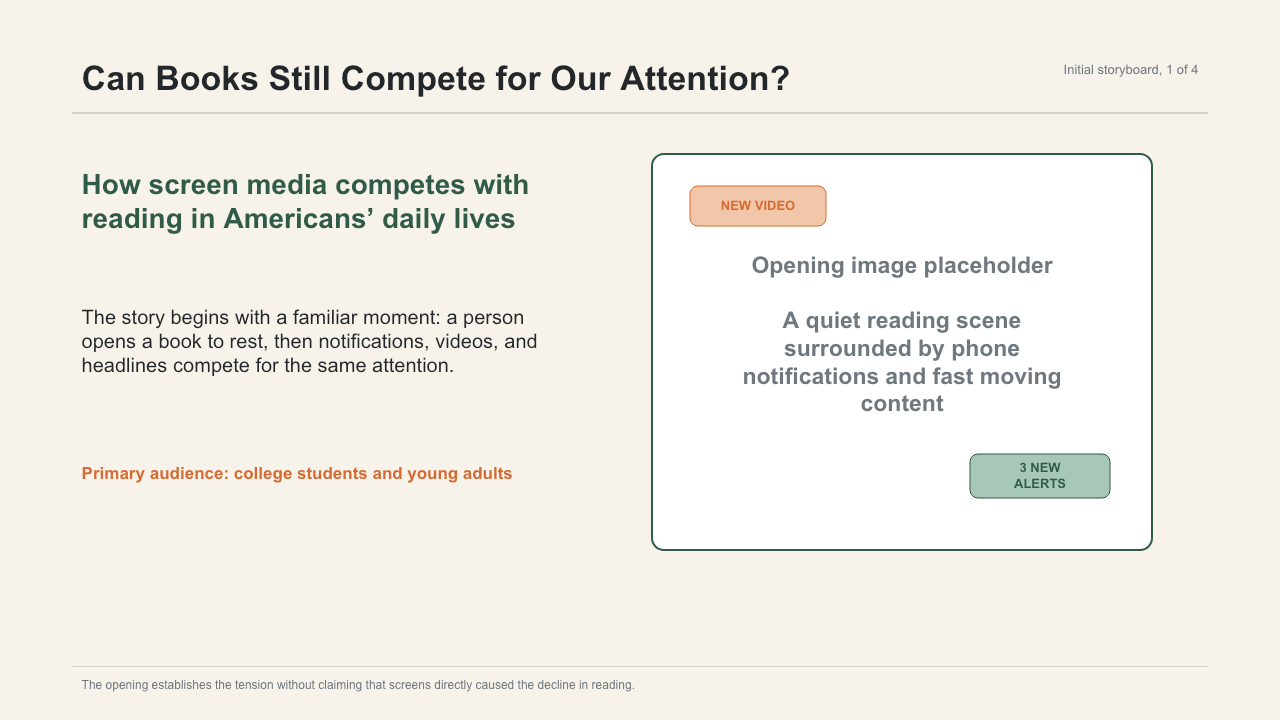 Can Books Still Compete for Our Attention?
Initial storyboard, 1 of 4
How screen media competes with
reading in Americans’ daily lives
The story begins with a familiar moment: a person
opens a book to rest, then notifications, videos, and
headlines compete for the same attention.
Primary audience: college students and young adults
NEW VIDEO
Opening image placeholder
A quiet reading scene
surrounded by phone
notifications and fast moving
content
3 NEW
ALERTS
The opening establishes the tension without claiming that screens directly caused the decline in reading.